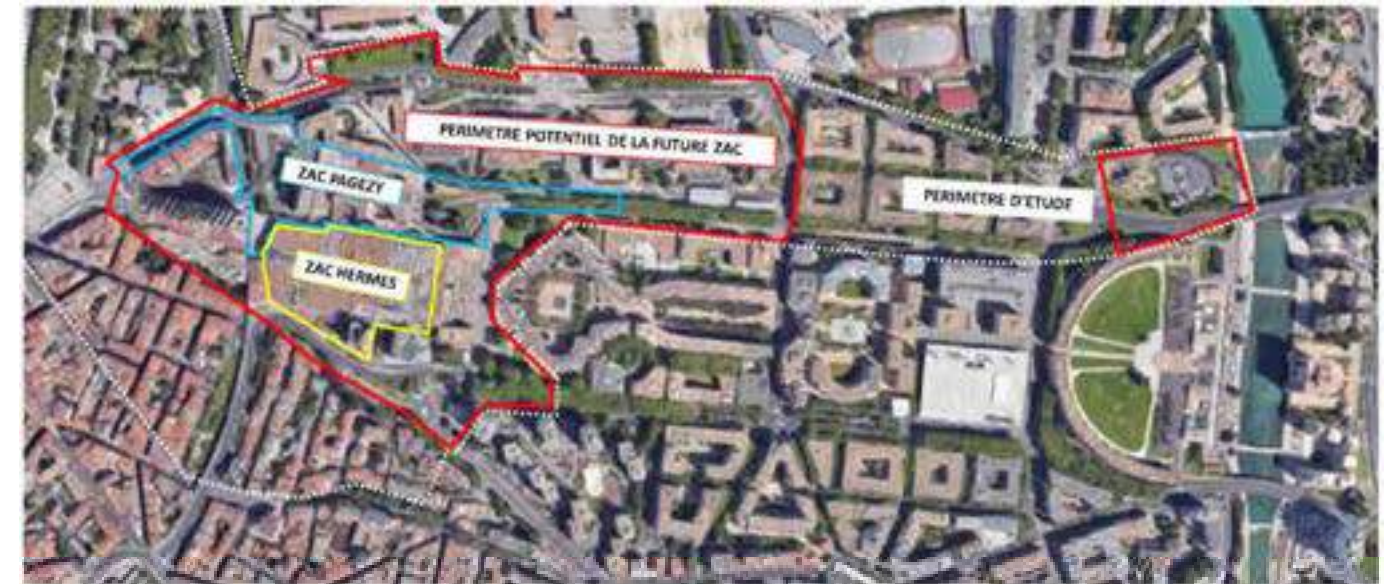 PERIMETRE POTENTIEL DE LA FUTURE ZAC
ZAC PAGEZY
PERIMETRE D'ETUDE
ZAC HERMES